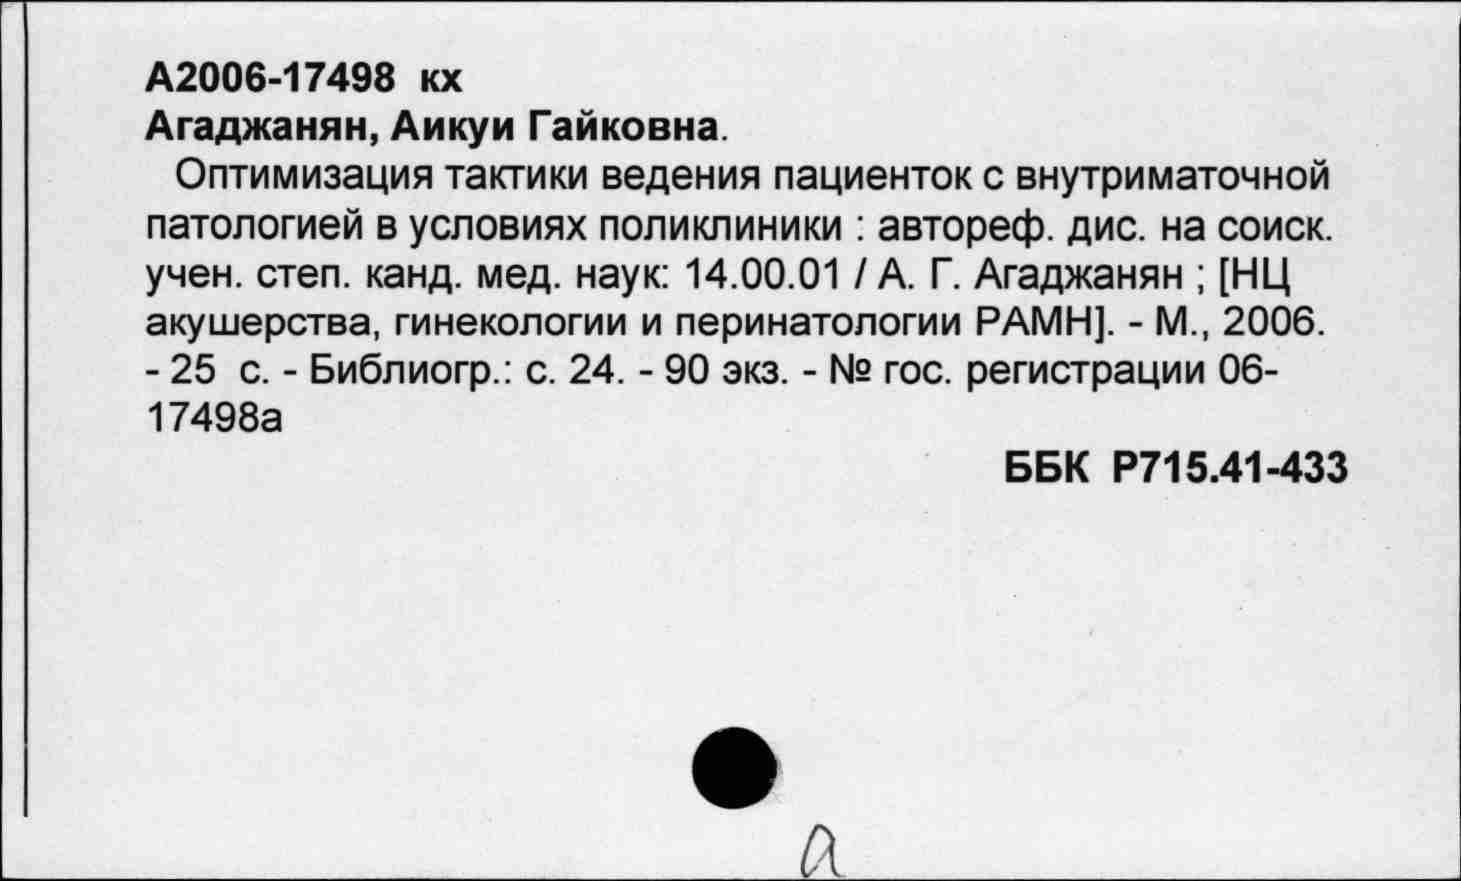 А2006-17498 кх
Агаджанян, Аикуи Гайковна.
Оптимизация тактики ведения пациенток с внутриматочной
патологией в условиях поликлиники : автореф. дис. на соиск.
учен. степ. канд. мед. наук: 14.00.01 / А. Г. Агаджанян ; [НЦ
акушерства, гинекологии и перинатологии РАМН]. - М., 2006.
- 25 с. - Библиогр.: с. 24. - 90 экз. - № гос. регистрации 06-
17498а
ББК Р715.41-433
а